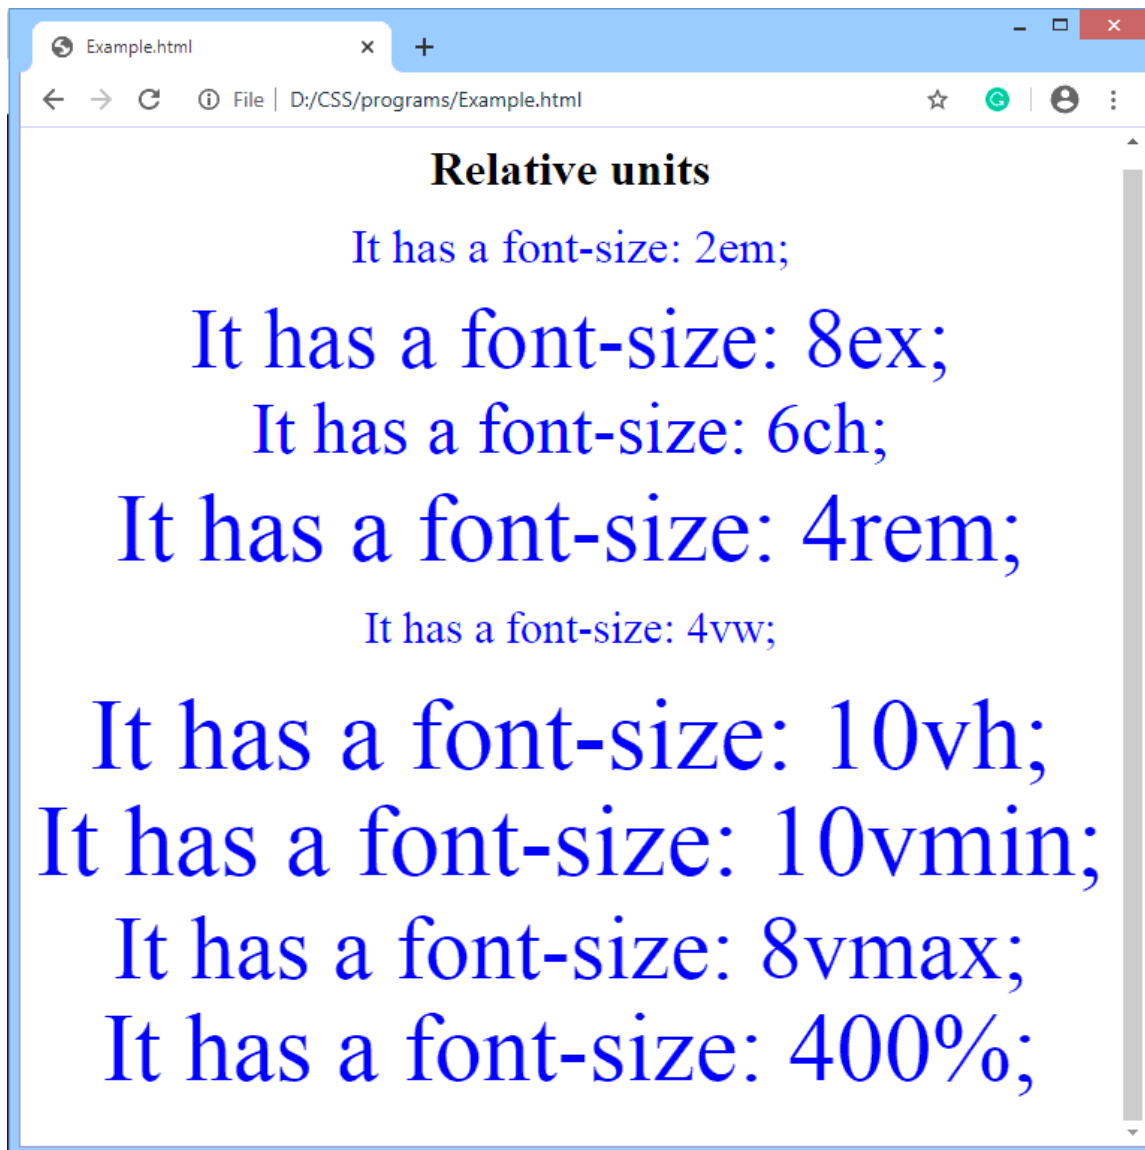 Example.html
File D:/CSS/programs/Example.html
Relative units
It has a font-size: 2em;
It has a font-size: 8ex;
It has a font-size: 6ch;
It has a font-size: 4rem;
It has a font-size: 4vw;
It has a font-size: 10vh;
It has a font-size: 10vmin;
It has a font-size: 8vmax;
It has a font-size: 400%;